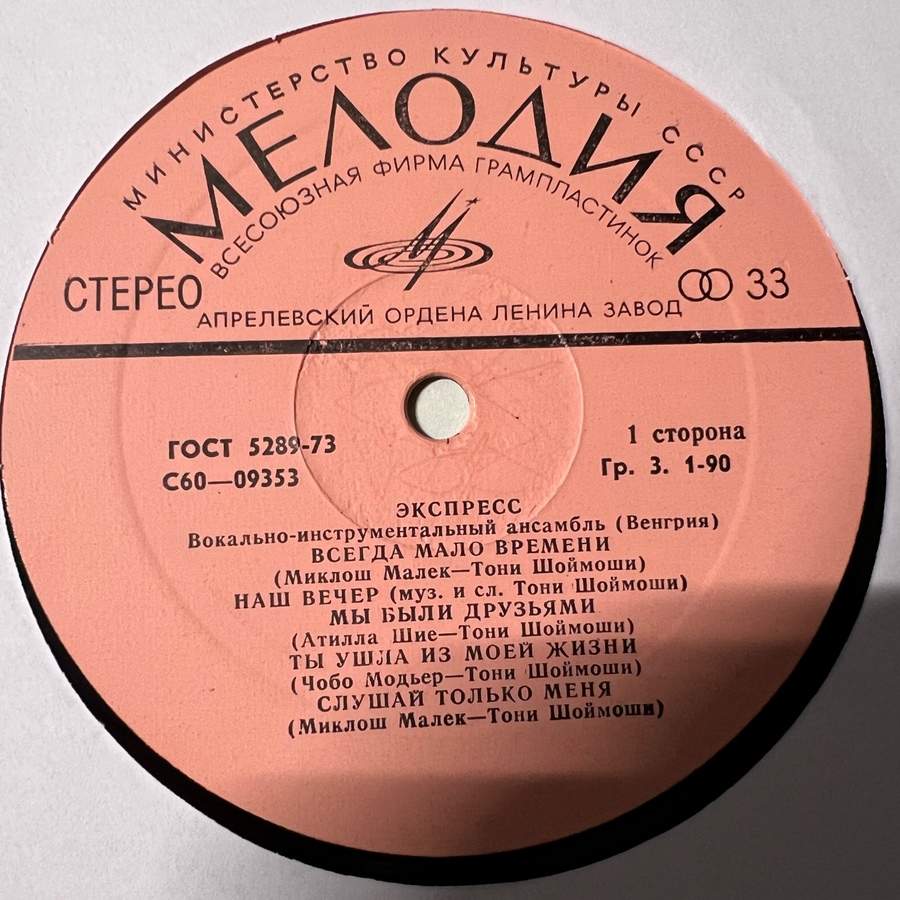 МИНИСТЕРСТВО КУЛЬТУРЫ СССР
МЕЛОДИЯ
ВСЕСОЮЗНАЯ ФИРМА ГРАМПЛАСТИНОК
СТЕРЕО
33
АПРЕЛЕВСКИЙ ОРДЕНА ЛЕНИНА ЗАВОД
ГОСТ 5289-73
1 сторона
С60—09353
Гр. 3. 1-90
ЭКСПРЕСС
Вокально-инструментальный ансамбль (Венгрия)
ВСЕГДА МАЛО ВРЕМЕНИ
(Миклош Малек—Тони Шоймоши)
НАШ ВЕЧЕР (муз. и сл. Тони Шоймоши)
МЫ БЫЛИ ДРУЗЬЯМИ
(Атилла Шие—Тони Шоймоши)
ТЫ УШЛА ИЗ МОЕЙ ЖИЗНИ
(Чобо Модьер—Тони Шоймоши)
СЛУШАЙ ТОЛЬКО МЕНЯ
(Миклош Малек—Тони Шоймоши)